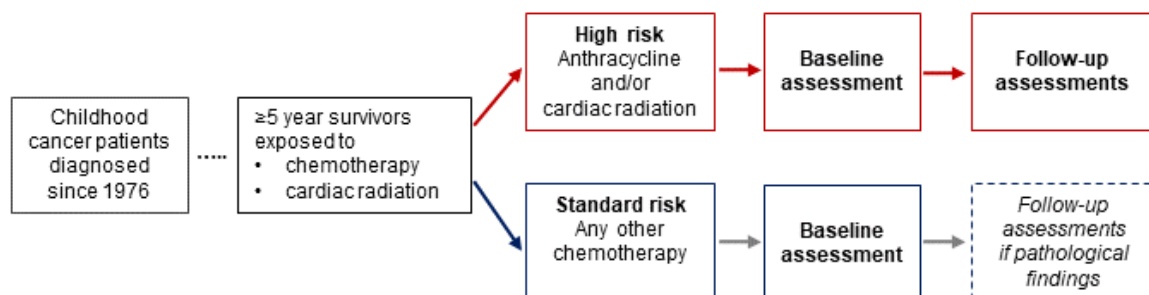 Childhood
cancer patients
diagnosed
since 1976
.....
≥5 year survivors
exposed to
• chemotherapy
• cardiac radiation
High risk
Anthracycline
and/or
cardiac radiation
Baseline
assessment
Follow-up
assessments
Standard risk
Any other
chemotherapy
Baseline
assessment
Follow-up
assessments
if pathological
findings